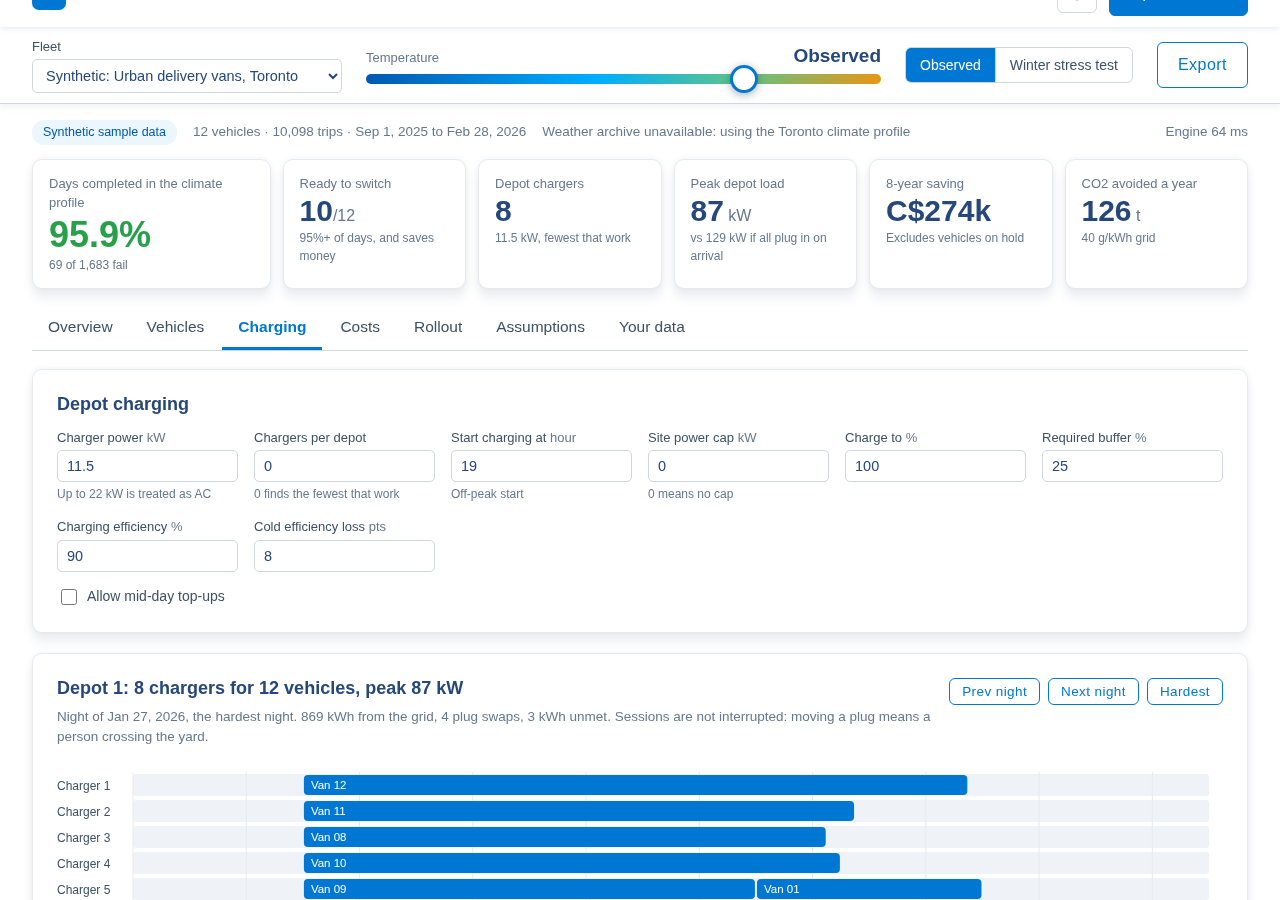 Fleet
Synthetic: Urban delivery vans, Toronto
Temperature
Observed
Observed
Winter stress test
Export
Synthetic sample data
12 vehicles · 10,098 trips · Sep 1, 2025 to Feb 28, 2026
Weather archive unavailable: using the Toronto climate profile
Engine 64 ms
Days completed in the climate
profile
95.9%
69 of 1,683 fail
Ready to switch
10/12
95%+ of days, and saves
money
Depot chargers
8
11.5 kW, fewest that work
Peak depot load
87 kW
vs 129 kW if all plug in on
arrival
8-year saving
C$274k
Excludes vehicles on hold
CO2 avoided a year
126 t
40 g/kWh grid
Overview
Vehicles
Charging
Costs
Rollout
Assumptions
Your data
Depot charging
Charger power kW
11.5
Up to 22 kW is treated as AC
Chargers per depot
0
0 finds the fewest that work
Start charging at hour
19
Off-peak start
Site power cap kW
0
0 means no cap
Charge to %
100
Required buffer %
25
Charging efficiency %
90
Cold efficiency loss pts
8
Allow mid-day top-ups
Depot 1: 8 chargers for 12 vehicles, peak 87 kW
Night of Jan 27, 2026, the hardest night. 869 kWh from the grid, 4 plug swaps, 3 kWh unmet. Sessions are not interrupted: moving a plug means a
person crossing the yard.
Prev night
Next night
Hardest
Charger 1
Van 12
Charger 2
Van 11
Charger 3
Van 08
Charger 4
Van 10
Charger 5
Van 09
Van 01